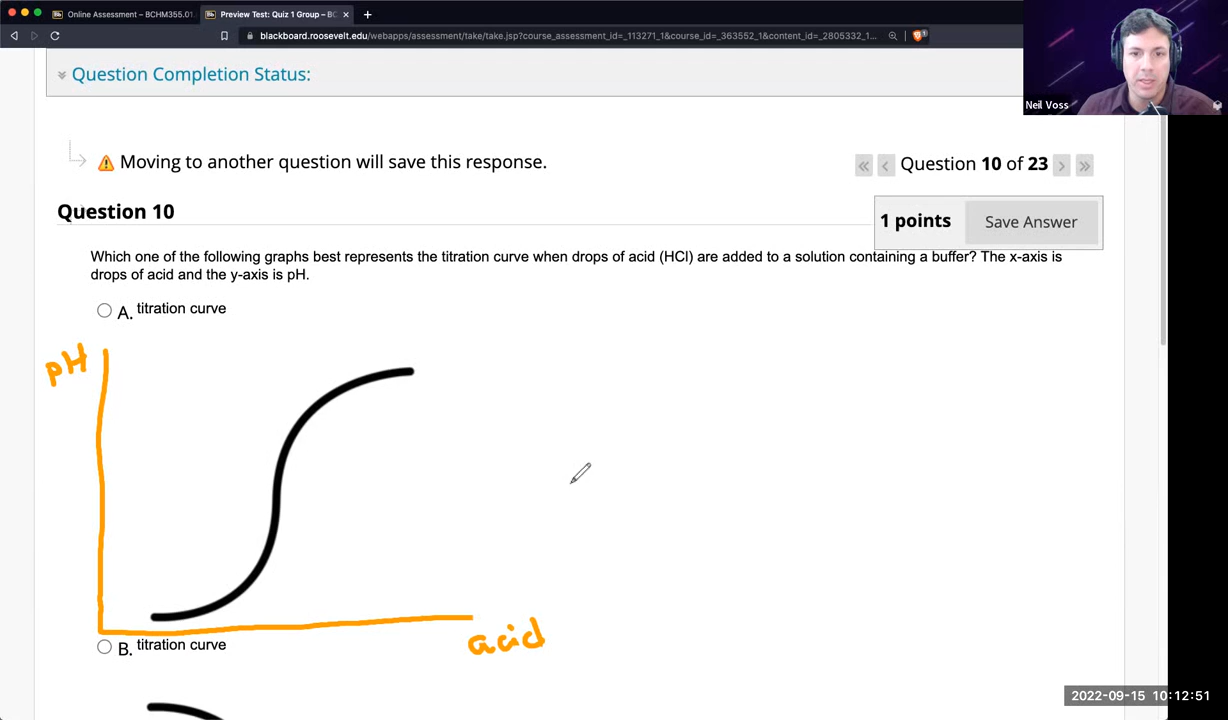 Online Assessment – BCHM355.01
Preview Test: Quiz 1 Group – BC
blackboard.roosevelt.edu/webapps/assessment/take/take.jsp?course_assessment_id=_113271_1&course_id=_363552_1&content_id=_2805332_1...
Neil Voss
Question Completion Status:
Moving to another question will save this response.
Question 10 of 23
Question 10
1 points
Save Answer
Which one of the following graphs best represents the titration curve when drops of acid (HCl) are added to a solution containing a buffer? The x-axis is
drops of acid and the y-axis is pH.
A. titration curve
pH
acid
B. titration curve
2022-09-15 10:12:51